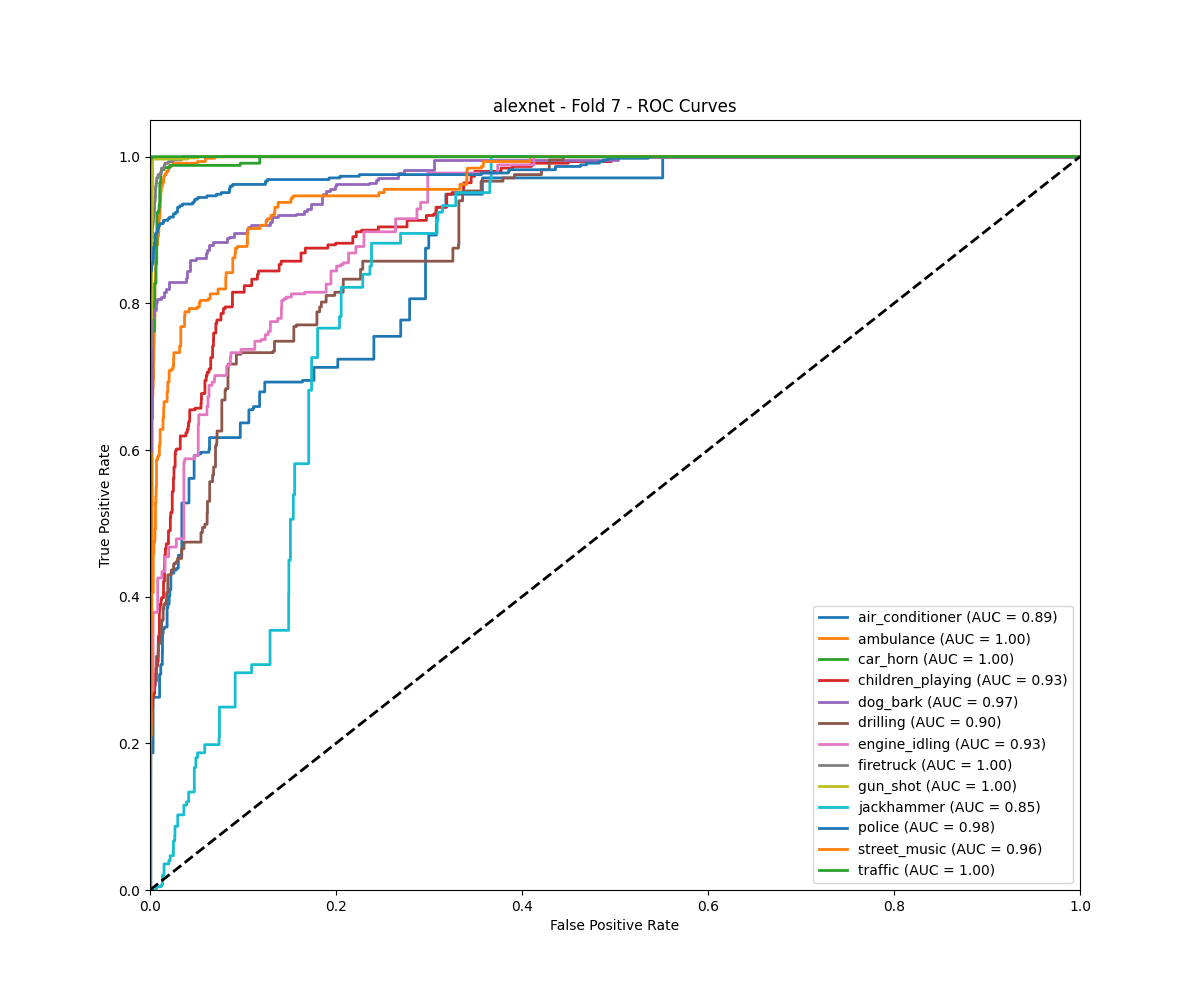 alexnet - Fold 7 - ROC Curves
1.0
0.8
0.6
0.4
0.2
0.0
True Positive Rate
0.0 0.2 0.4 0.6 0.8 1.0
False Positive Rate
air_conditioner (AUC = 0.89)
ambulance (AUC = 1.00)
car_horn (AUC = 1.00)
children_playing (AUC = 0.93)
dog_bark (AUC = 0.97)
drilling (AUC = 0.90)
engine_idling (AUC = 0.93)
firetruck (AUC = 1.00)
gun_shot (AUC = 1.00)
jackhammer (AUC = 0.85)
police (AUC = 0.98)
street_music (AUC = 0.96)
traffic (AUC = 1.00)